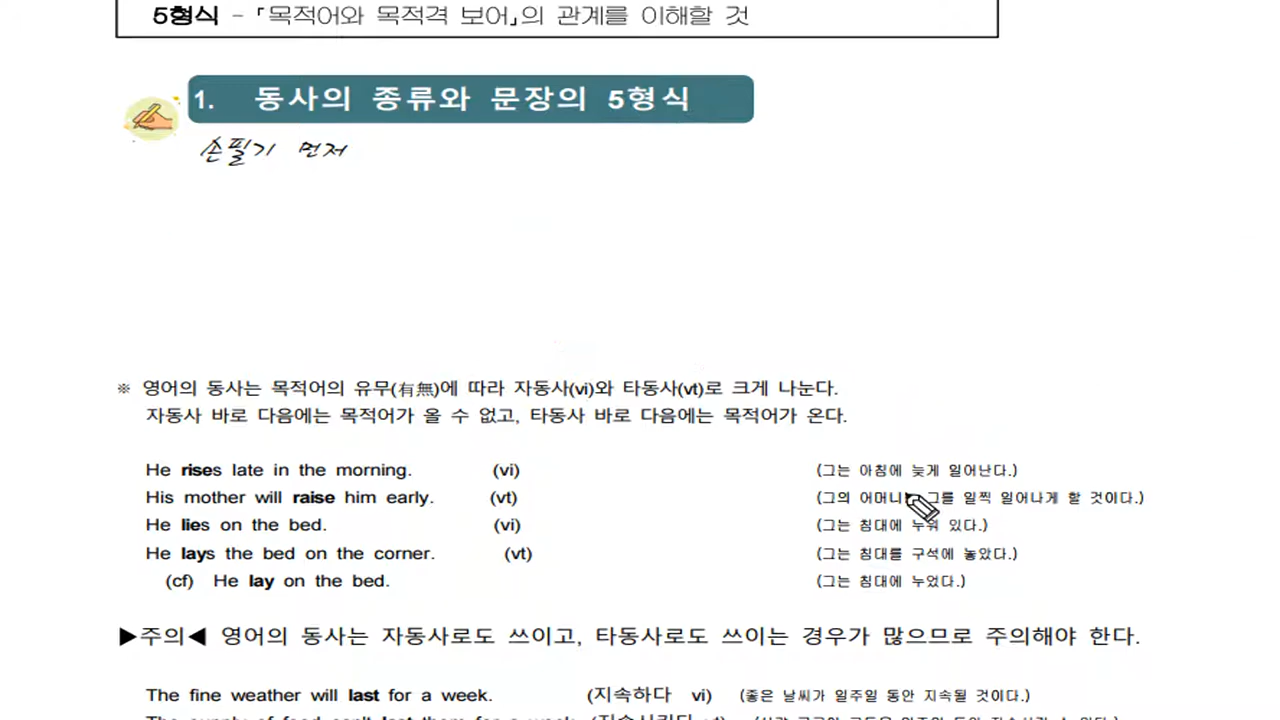 5형식 - 「목적어와 목적격 보어」의 관계를 이해할 것
1. 동사의 종류와 문장의 5형식
손필기 먼저
※ 영어의 동사는 목적어의 유무(有無)에 따라 자동사(vi)와 타동사(vt)로 크게 나눈다.
자동사 바로 다음에는 목적어가 올 수 없고, 타동사 바로 다음에는 목적어가 온다.
He rises late in the morning. (vi) (그는 아침에 늦게 일어난다.)
His mother will raise him early. (vt) (그의 그를 일찍 일어나게 할 것이다.)
He lies on the bed. (vi) (그는 침대에 누워 있다.)
He lays the bed on the corner. (vt) (그는 침대를 구석에 놓았다.)
(cf) He lay on the bed. (그는 침대에 누었다.)
▶주의◀ 영어의 동사는 자동사로도 쓰이고, 타동사로도 쓰이는 경우가 많으므로 주의해야 한다.
The fine weather will last for a week. (지속하다 vi) (좋은 날씨가 일주일 동안 지속될 것이다.)
The supply of food can't last them for a week.